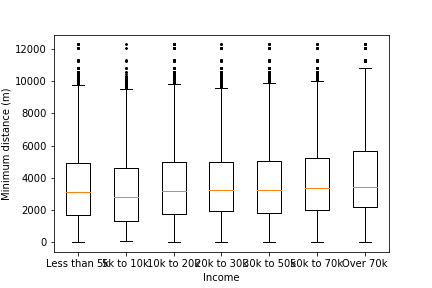 12000
10000
8000
6000
4000
2000
0
Minimum distance (m)
Less than 5k 5k to 10k 10k to 20k 20k to 30k 30k to 50k 50k to 70k Over 70k
Income